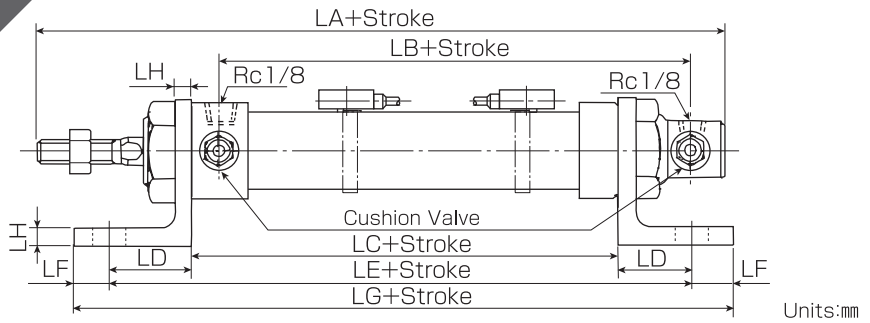 LA+Stroke
LB+Stroke
LH
Rc1/8
Rc1/8
Cushion Valve
LH
LC+Stroke
LD
LE+Stroke
LD
LF
LF
LG+Stroke
Units:㎜